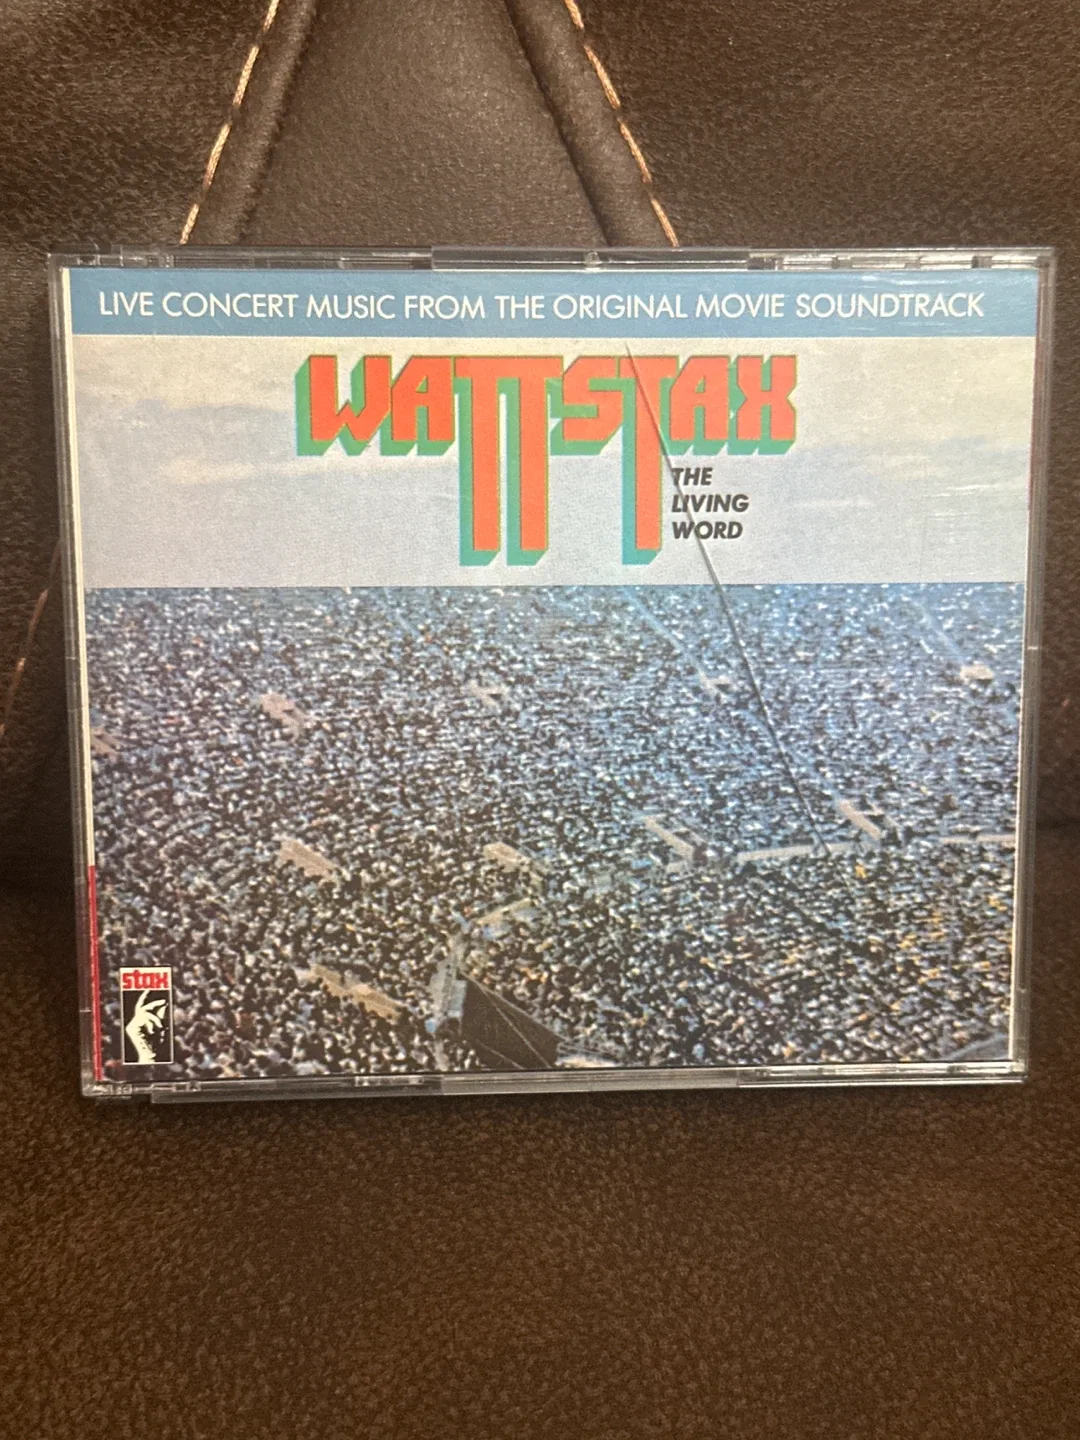 LIVE CONCERT MUSIC FROM THE ORIGINAL MOVIE SOUNDTRACK
WATTSTAX
THE
LIVING
WORD
stax